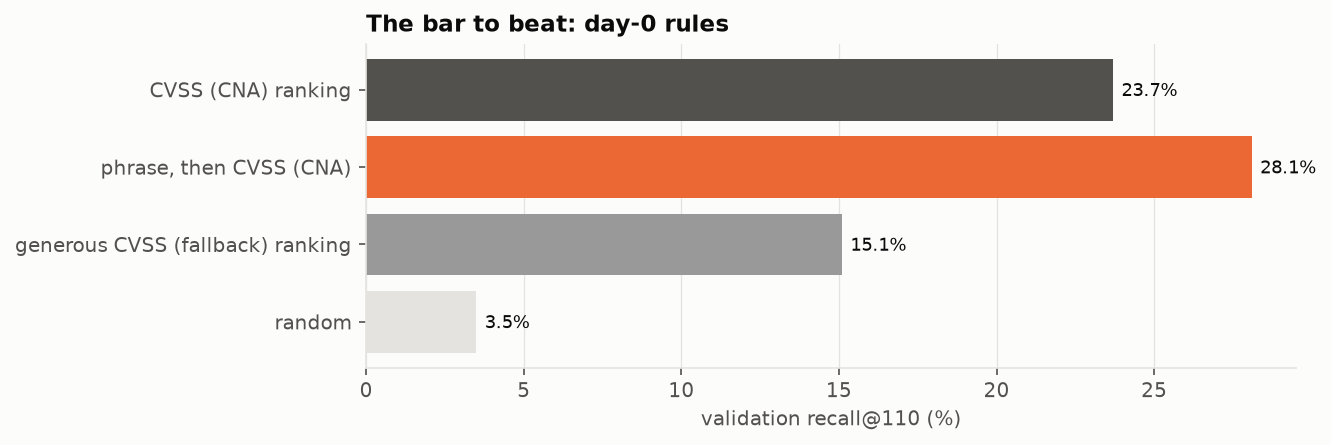 The bar to beat: day-0 rules
CVSS (CNA) ranking
23.7%
phrase, then CVSS (CNA)
28.1%
generous CVSS (fallback) ranking
15.1%
random
3.5%
0 5 10 15 20 25
validation recall@110 (%)